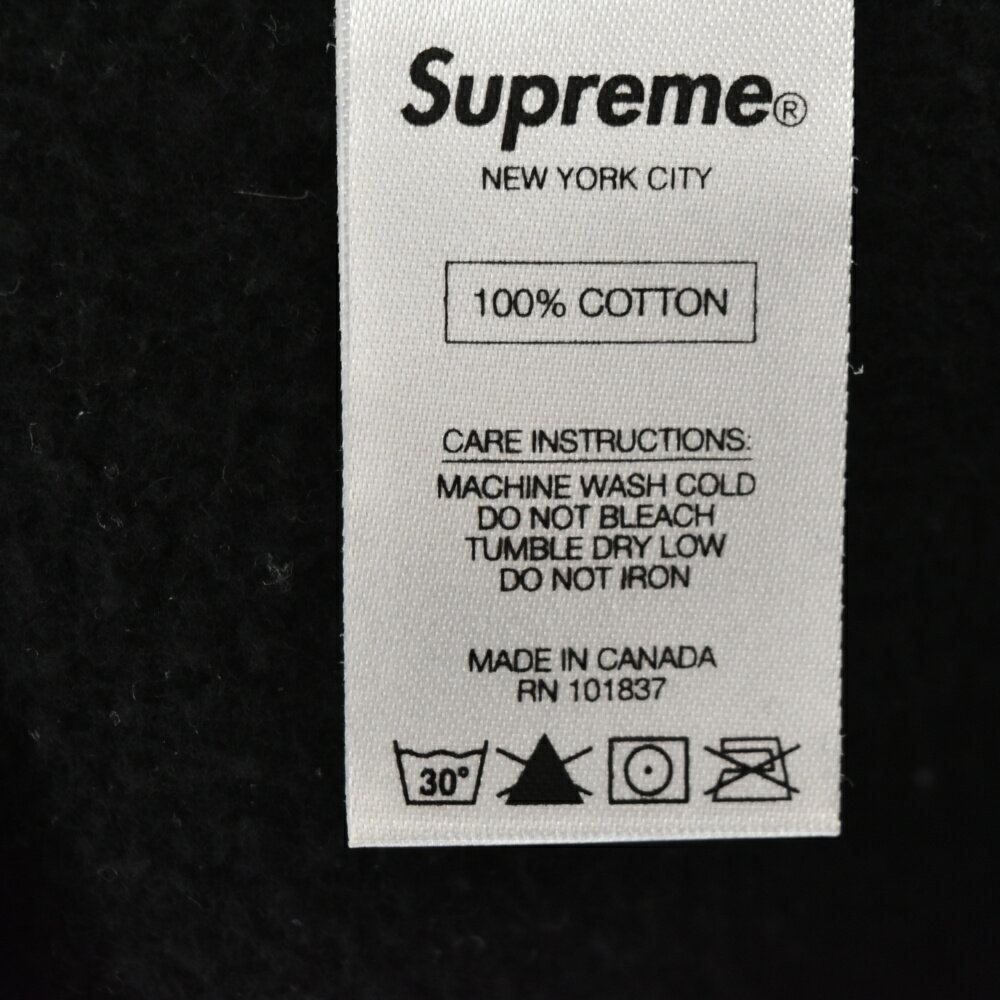 Supreme®
NEW YORK CITY
100% COTTON
CARE INSTRUCTIONS:
MACHINE WASH COLD
DO NOT BLEACH
TUMBLE DRY LOW
DO NOT IRON
MADE IN CANADA
RN 101837
30°